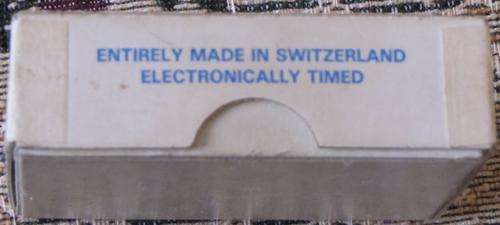 ENTIRELY MADE IN SWITZERLAND
ELECTRONICALLY TIMED